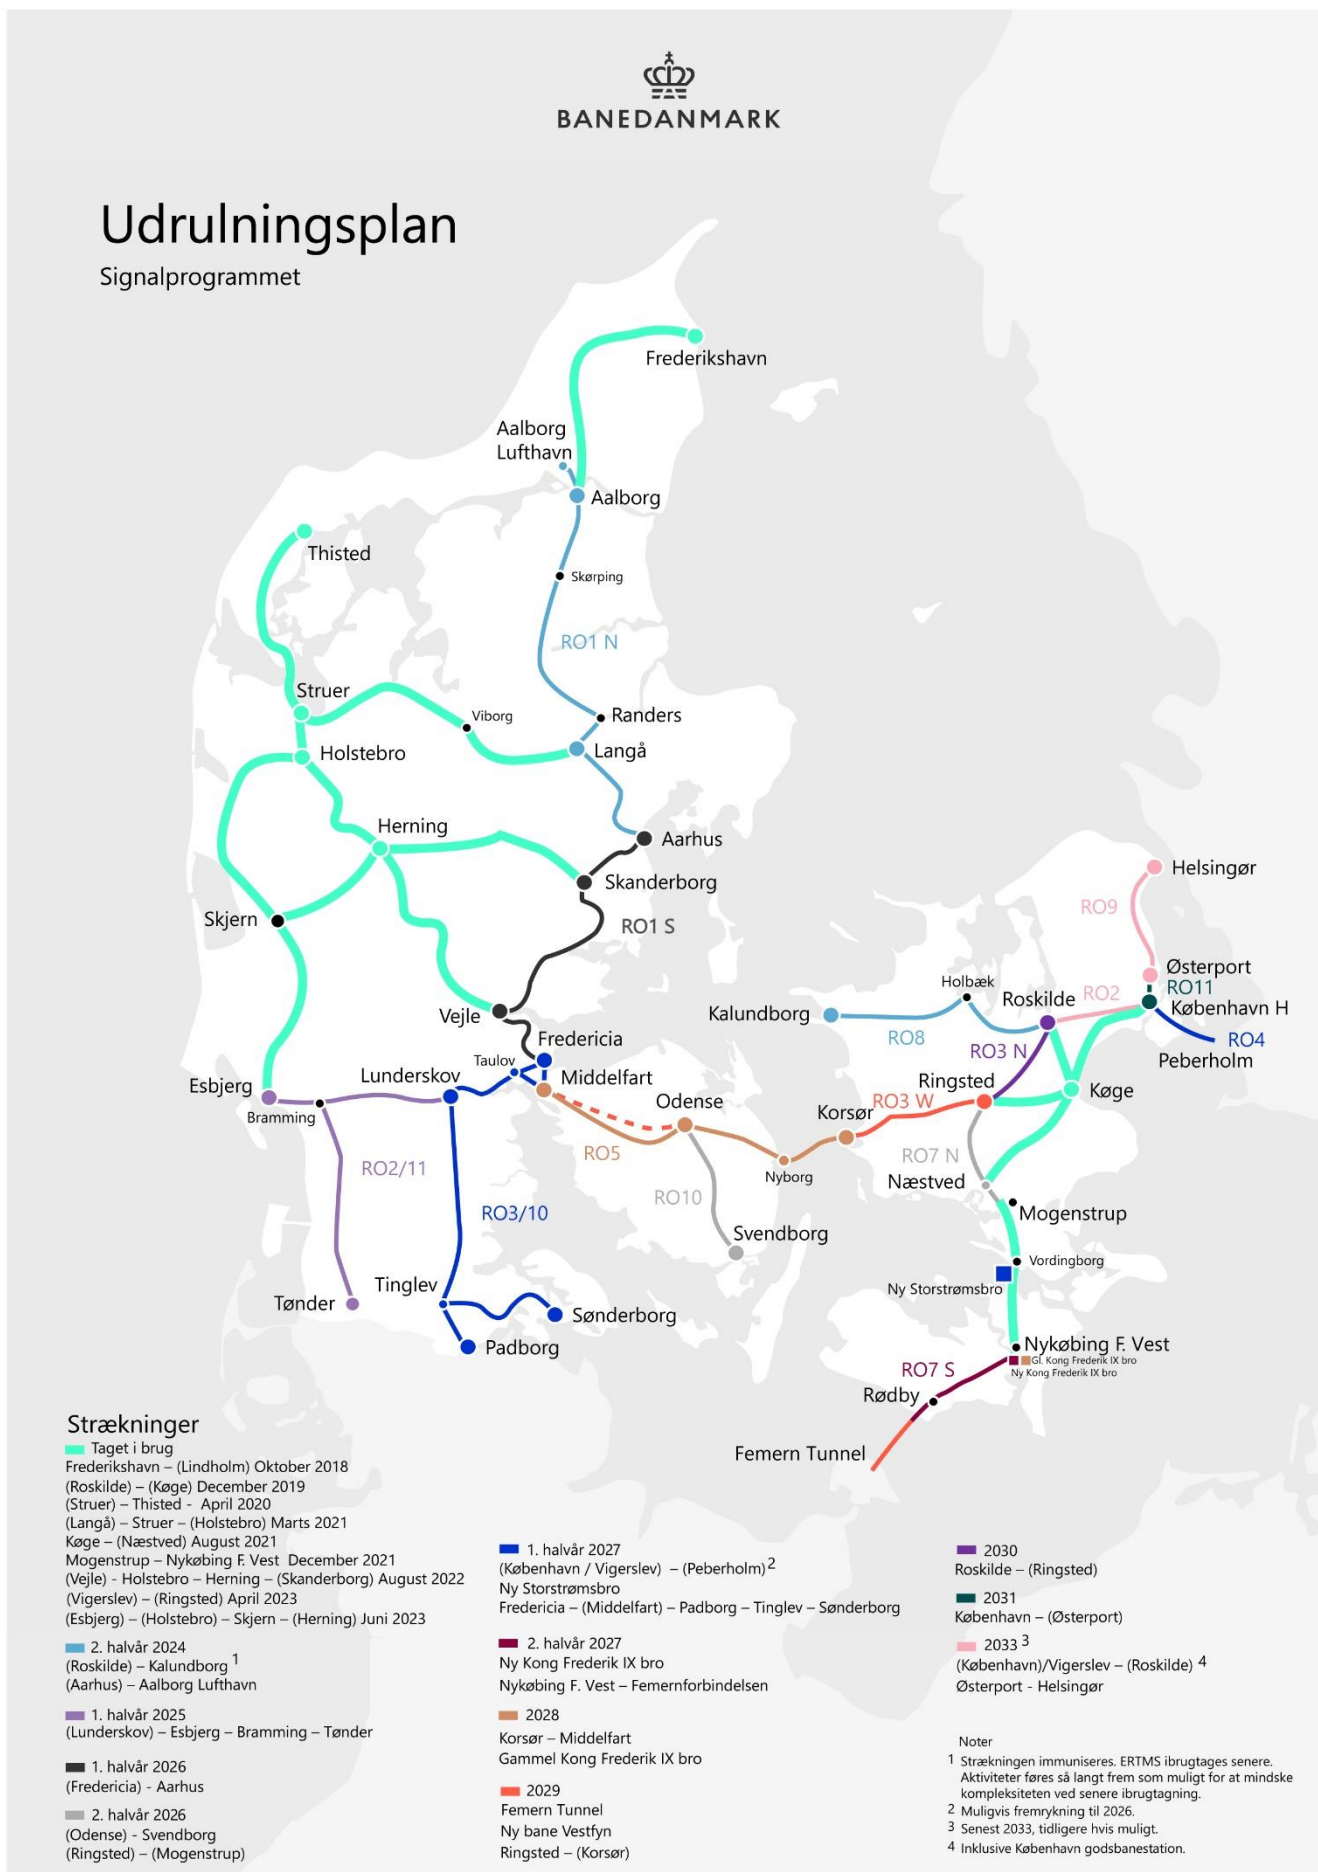 BANEDANMARK
Udrulningsplan
Signalprogrammet
Frederikshavn
Aalborg
Lufthavn
Aalborg
Thisted
Skørping
RO1 N
Struer
Viborg
Randers
Holstebro
Langå
Herning
Aarhus
Skanderborg
Helsingør
RO9
Skjern
RO1 S
Østerport
RO11
Holbæk
Roskilde
RO2
København H
Vejle
Kalundborg
RO8
RO3 N
RO4
Peberholm
Fredericia
Taulov
Lunderskov
Middelfart
Esbjerg
Bramming
Ringsted
Køge
Odense
RO3 W
Korsør
RO5
RO7 N
RO2/11
Nyborg
Næstved
RO10
RO3/10
Mogenstrup
Svendborg
Vordingborg
Tinglev
Ny Storstrømsbro
Tønder
Sønderborg
Padborg
Nykøbing F. Vest
Gl. Kong Frederik IX bro
Ny Kong Frederik IX bro
RO7 S
Rødby
Femern Tunnel
Strækninger
Taget i brug
Frederikshavn – (Lindholm) Oktober 2018
(Roskilde) – (Køge) December 2019
(Struer) – Thisted - April 2020
(Langå) – Struer – (Holstebro) Marts 2021
Køge – (Næstved) August 2021
Mogenstrup – Nykøbing F. Vest December 2021
(Vejle) - Holstebro – Herning – (Skanderborg) August 2022
(Vigerslev) – (Ringsted) April 2023
(Esbjerg) – (Holstebro) – Skjern – (Herning) Juni 2023
2. halvår 2024
(Roskilde) – Kalundborg 1
(Aarhus) – Aalborg Lufthavn
1. halvår 2025
(Lunderskov) – Esbjerg – Bramming – Tønder
1. halvår 2026
(Fredericia) - Aarhus
2. halvår 2026
(Odense) - Svendborg
(Ringsted) – (Mogenstrup)
1. halvår 2027
(København / Vigerslev) – (Peberholm) 2
Ny Storstrømsbro
Fredericia – (Middelfart) – Padborg – Tinglev – Sønderborg
2. halvår 2027
Ny Kong Frederik IX bro
Nykøbing F. Vest – Femernforbindelsen
2028
Korsør – Middelfart
Gammel Kong Frederik IX bro
2029
Femern Tunnel
Ny bane Vestfyn
Ringsted – (Korsør)
2030
Roskilde – (Ringsted)
2031
København – (Østerport)
2033 3
(København)/Vigerslev – (Roskilde) 4
Østerport - Helsingør
Noter
1 Strækningen immuniseres. ERTMS ibrugtages senere.
Aktiviteter føres så langt frem som muligt for at mindske
kompleksiteten ved senere ibrugtagning.
2 Muligvis fremrykning til 2026.
3 Senest 2033, tidligere hvis muligt.
4 Inklusive København godsbanestation.